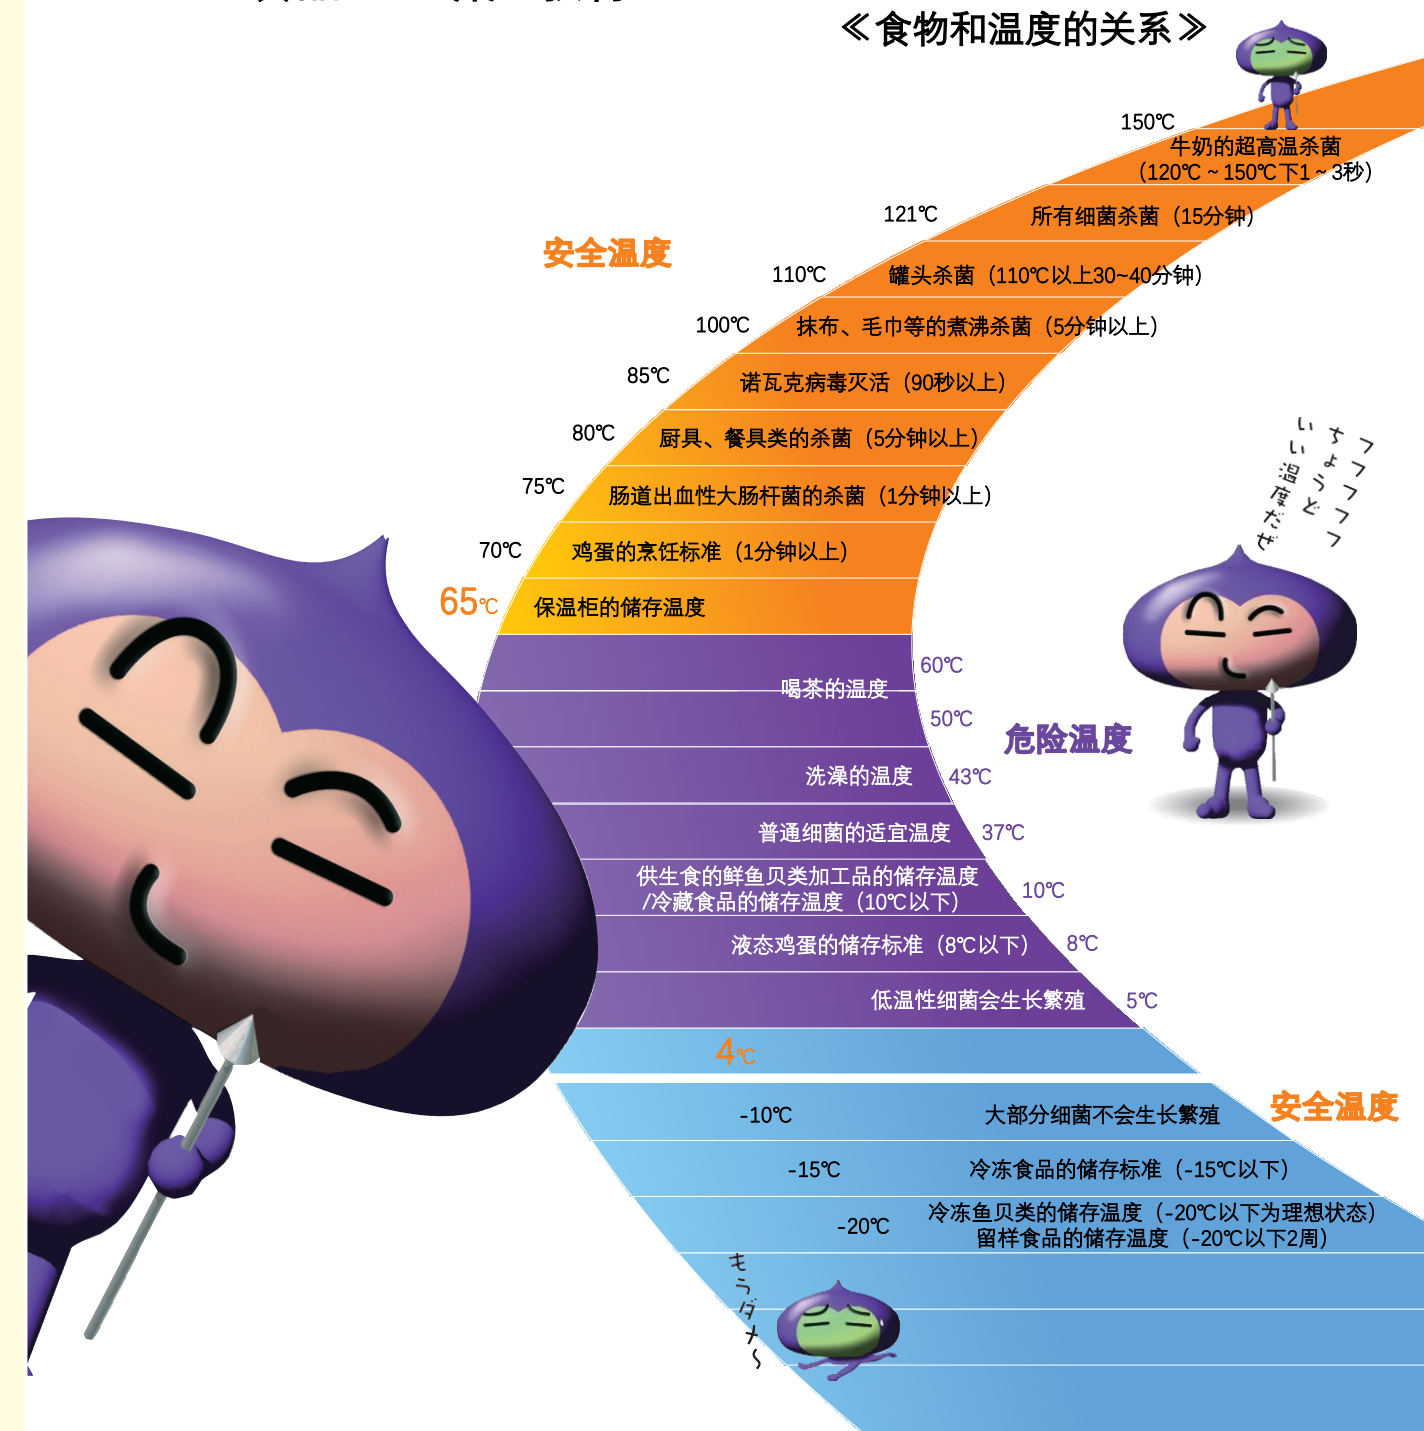 ≪食物和温度的关系≫
150℃
牛奶的超高温杀菌
（120℃ ~ 150℃下1 ~ 3秒）
121℃
所有细菌杀菌（15分钟）
安全温度
110℃
罐头杀菌（110℃以上30~40分钟）
100℃
抹布、毛巾等的煮沸杀菌（5分钟以上）
85℃
诺瓦克病毒灭活（90秒以上）
80℃
厨具、餐具类的杀菌（5分钟以上）
75℃
肠道出血性大肠杆菌的杀菌（1分钟以上）
70℃
鸡蛋的烹饪标准（1分钟以上）
65℃
保温柜的储存温度
フフフフフ
ちょうど
いい温度だぜ
60℃
喝茶的温度
50℃
危险温度
洗澡的温度
43℃
普通细菌的适宜温度
37℃
供生食的鲜鱼贝类加工品的储存温度
/冷藏食品的储存温度（10℃以下）
10℃
液态鸡蛋的储存标准（8℃以下）
8℃
低温性细菌会生长繁殖
5℃
4℃
安全温度
-10℃
大部分细菌不会生长繁殖
-15℃
冷冻食品的储存标准（-15℃以下）
-20℃
冷冻鱼贝类的储存温度（-20℃以下为理想状态）
留样食品的储存温度（-20℃以下2周）
もうダメ～